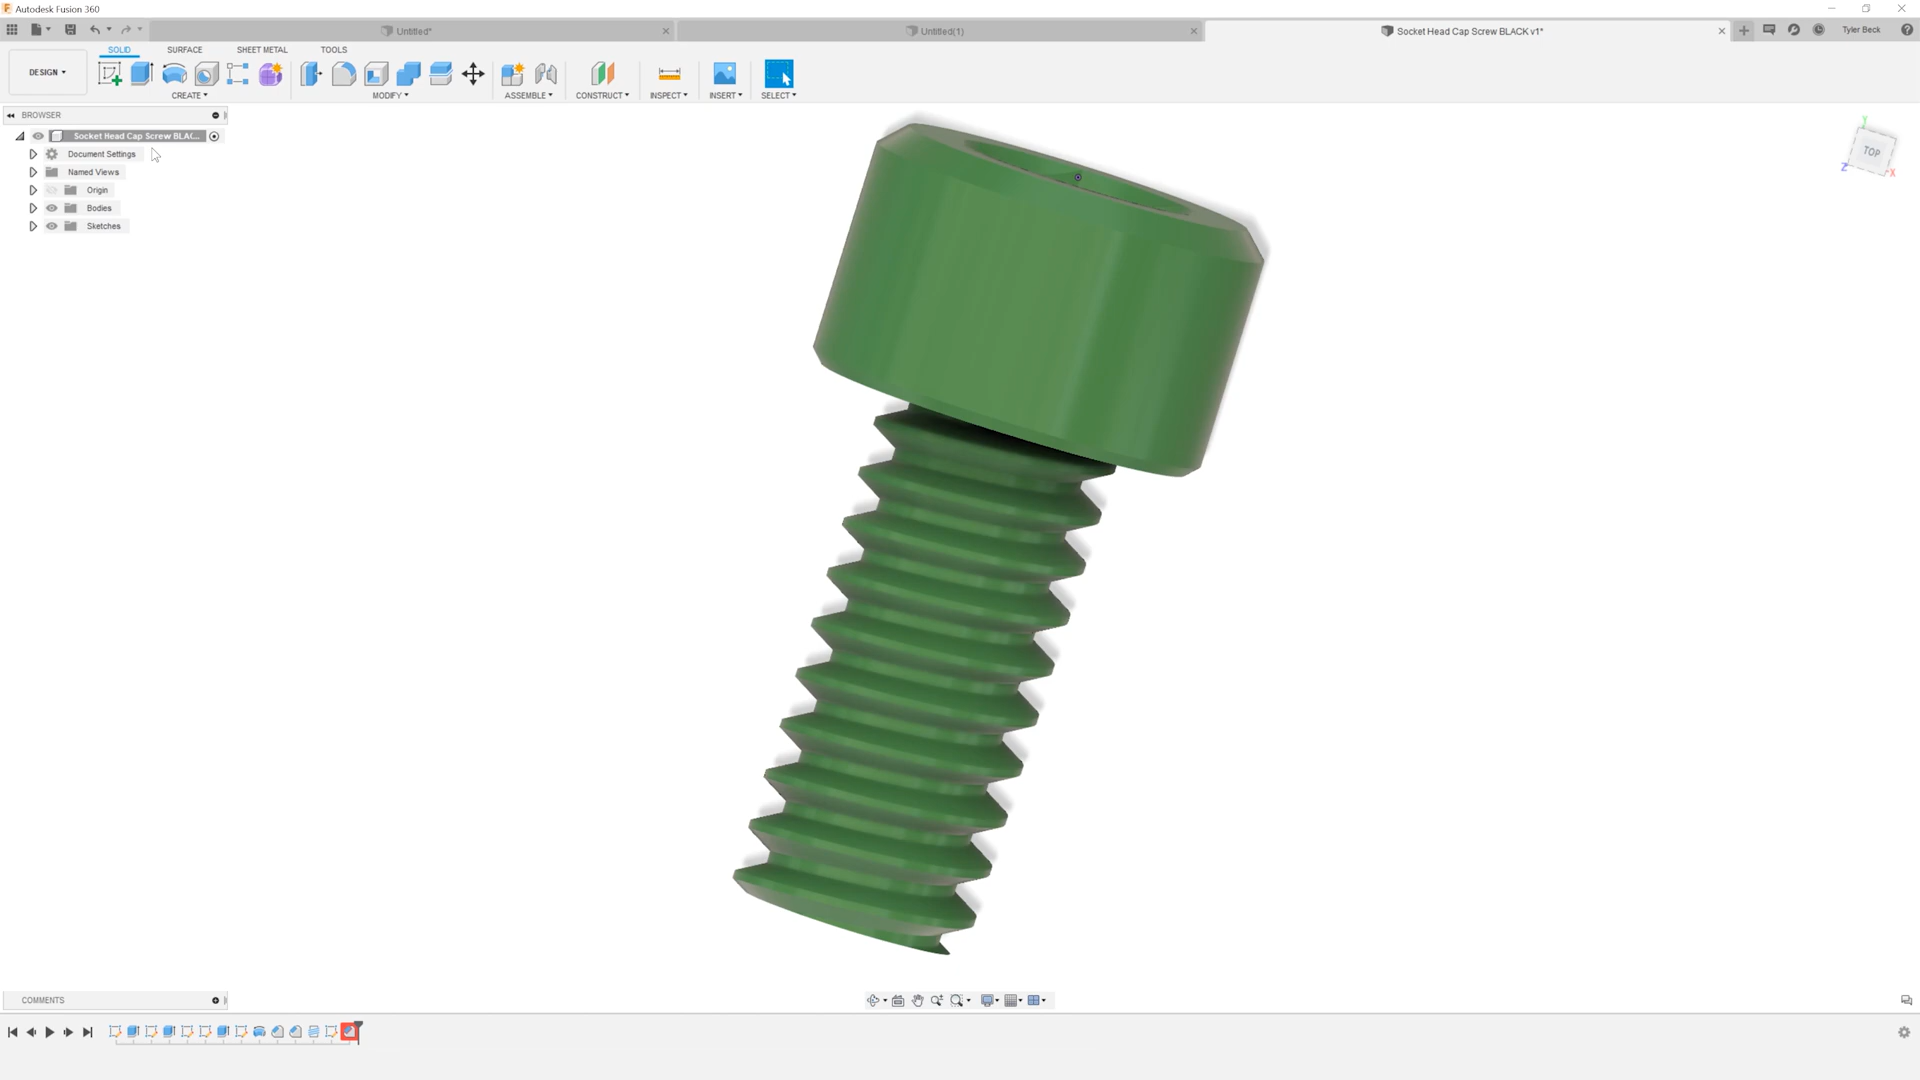 Autodesk Fusion 360
Untitled*
Untitled(1)
Socket Head Cap Screw BLACK v1*
Tyler Beck
SOLID
SURFACE
SHEET METAL
TOOLS
DESIGN
CREATE
MODIFY
ASSEMBLE
CONSTRUCT
INSPECT
INSERT
SELECT
BROWSER
Socket Head Cap Screw BLAC...
Document Settings
Named Views
Origin
Bodies
Sketches
Y
TOP
Z
X
COMMENTS